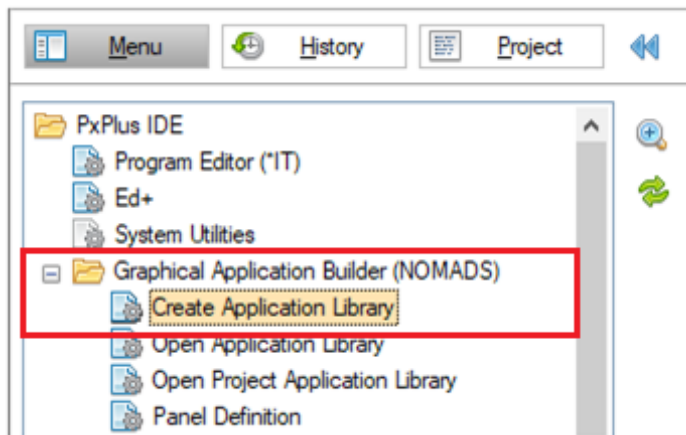 Menu History Project
PxPlus IDE
Program Editor (*IT)
Ed+
System Utilities
Graphical Application Builder (NOMADS)
Create Application Library
Open Application Library
Open Project Application Library
Panel Definition